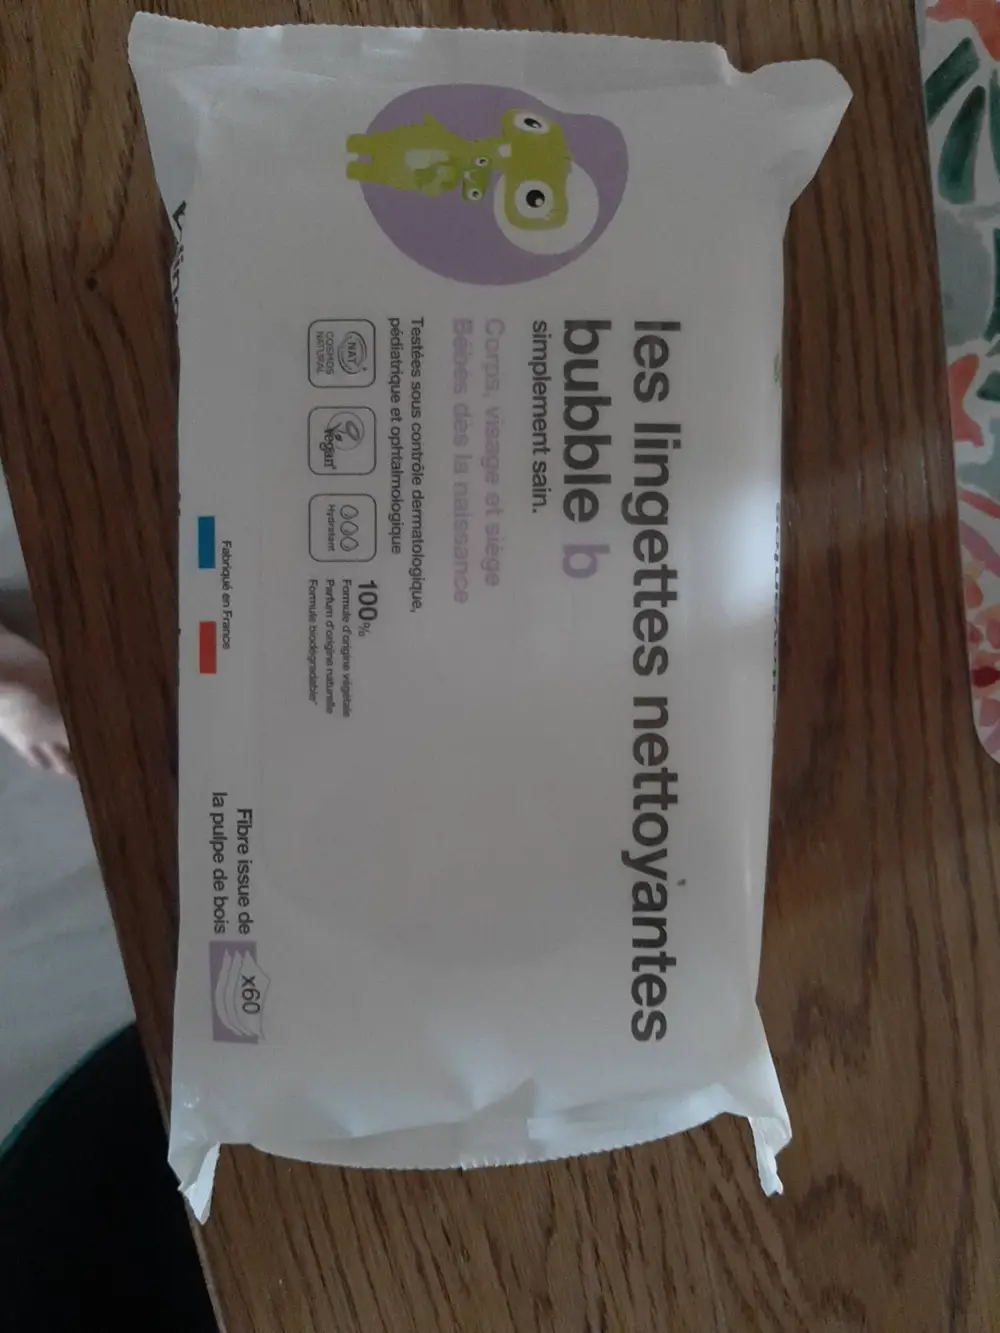 les lingettes nettoyantes
bubble b
simplement sain.
Corps, visage et siège
Bébés dès la naissance
Testées sous contrôle dermatologique,
pédiatrique et ophtalmologique
NAT
COSMOS
NATURAL
Vegan*
Hydratant
100%
Formule d'origine végétale
Parfum d'origine naturelle
Formule biodégradable*
Fabriqué en France
Fibre issue de
la pulpe de bois
x60